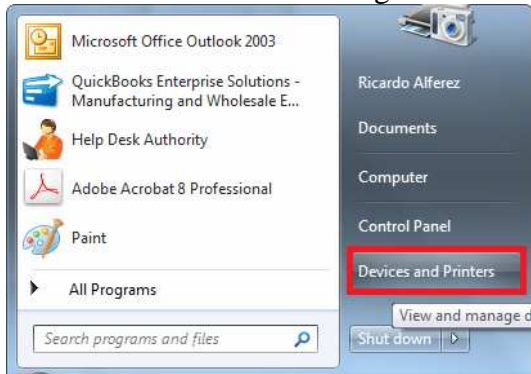 Microsoft Office Outlook 2003
QuickBooks Enterprise Solutions -
Manufacturing and Wholesale E...
Help Desk Authority
Adobe Acrobat 8 Professional
Paint
All Programs
Search programs and files
Ricardo Alferez
Documents
Computer
Control Panel
Devices and Printers
View and manage d
Shut down